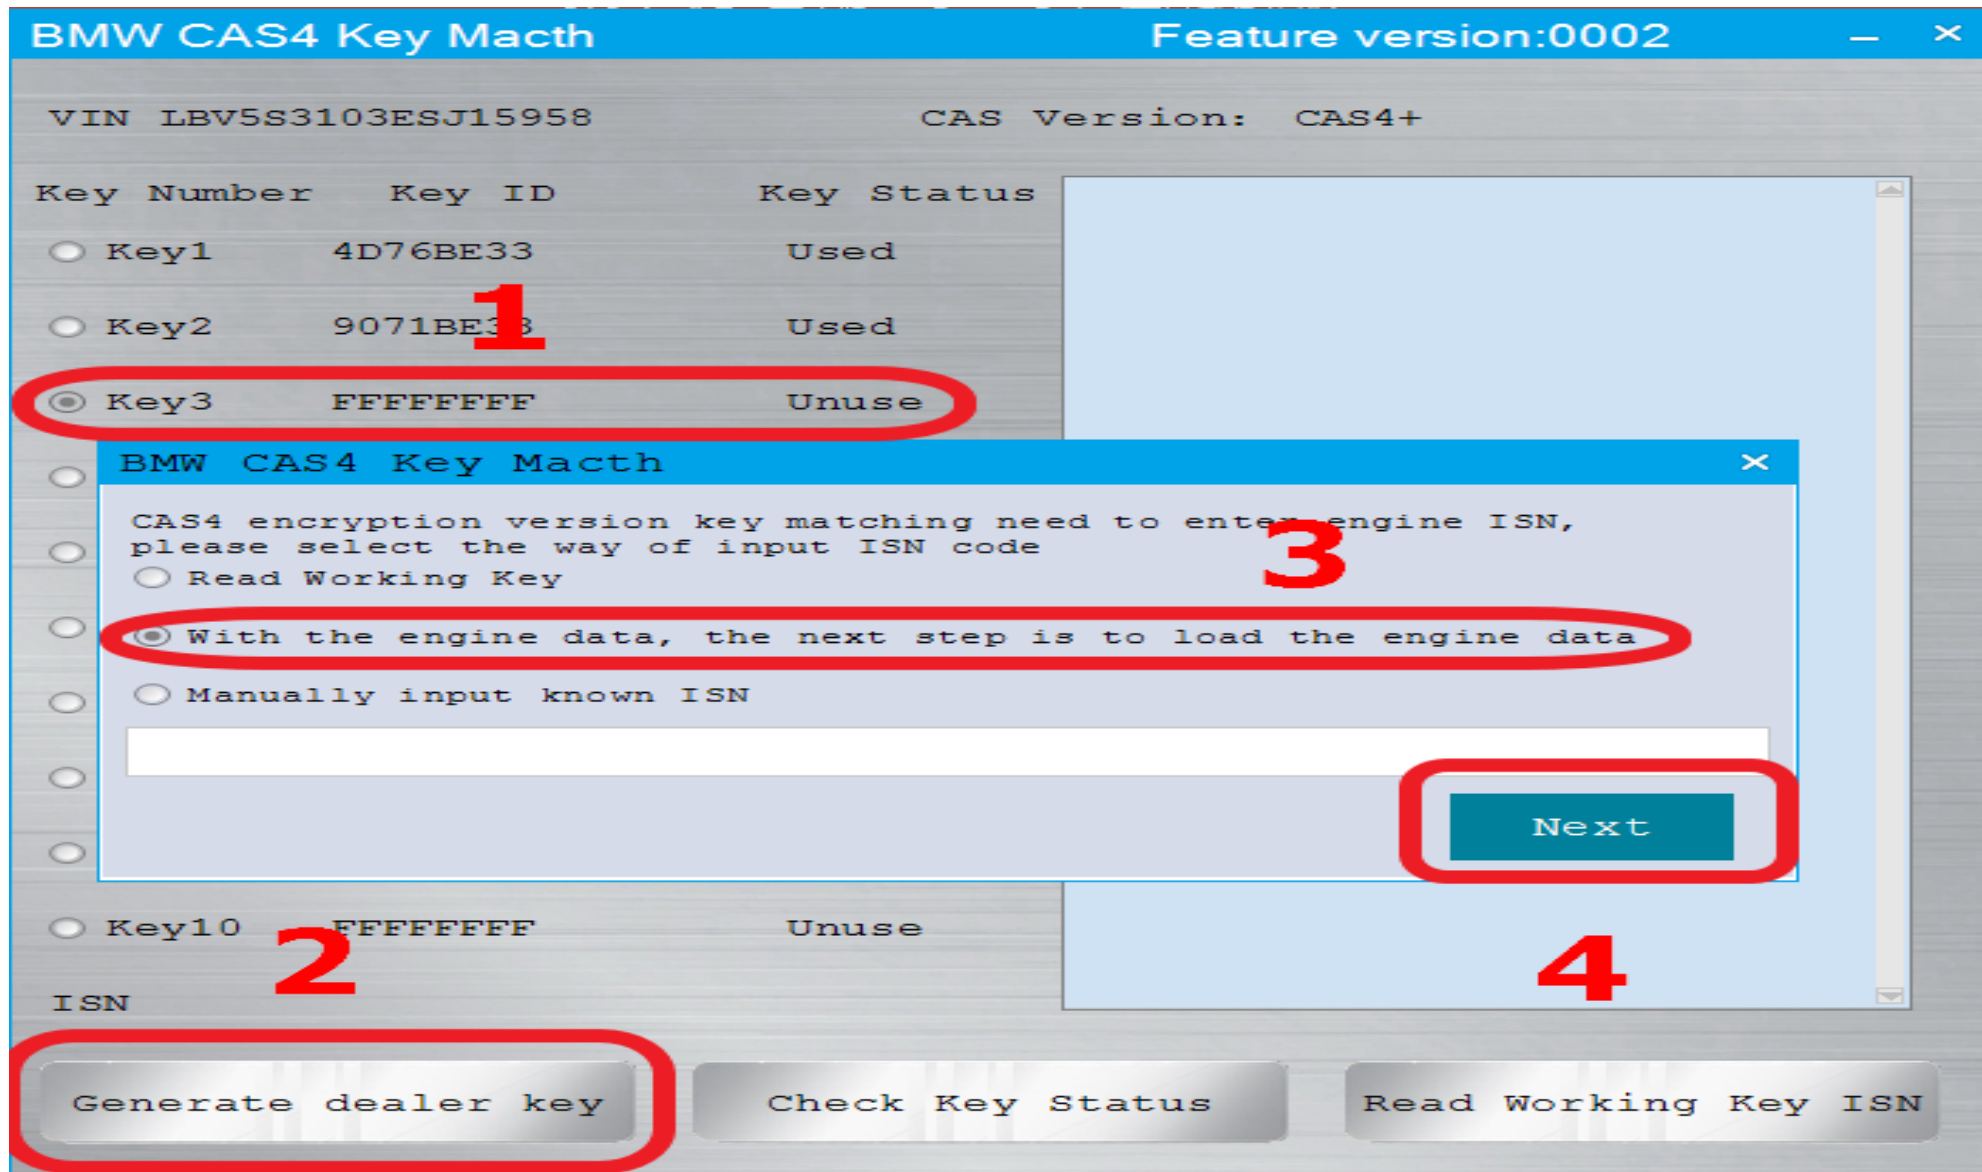 BMW CAS4 Key Macth Feature version:0002
VIN LBV5S3103ESJ15958 CAS Version: CAS4+
Key Number Key ID Key Status
Key1 4D76BE33 Used
1
Key2 9071BE33 Used
Key3 FFFFFFFF Unuse
BMW CAS4 Key Macth
CAS4 encryption version key matching need to enter engine ISN,
please select the way of input ISN code
3
Read Working Key
With the engine data, the next step is to load the engine data
Manually input known ISN
Next
Key10 FFFFFFFF Unuse
2
4
ISN
Generate dealer key Check Key Status Read Working Key ISN